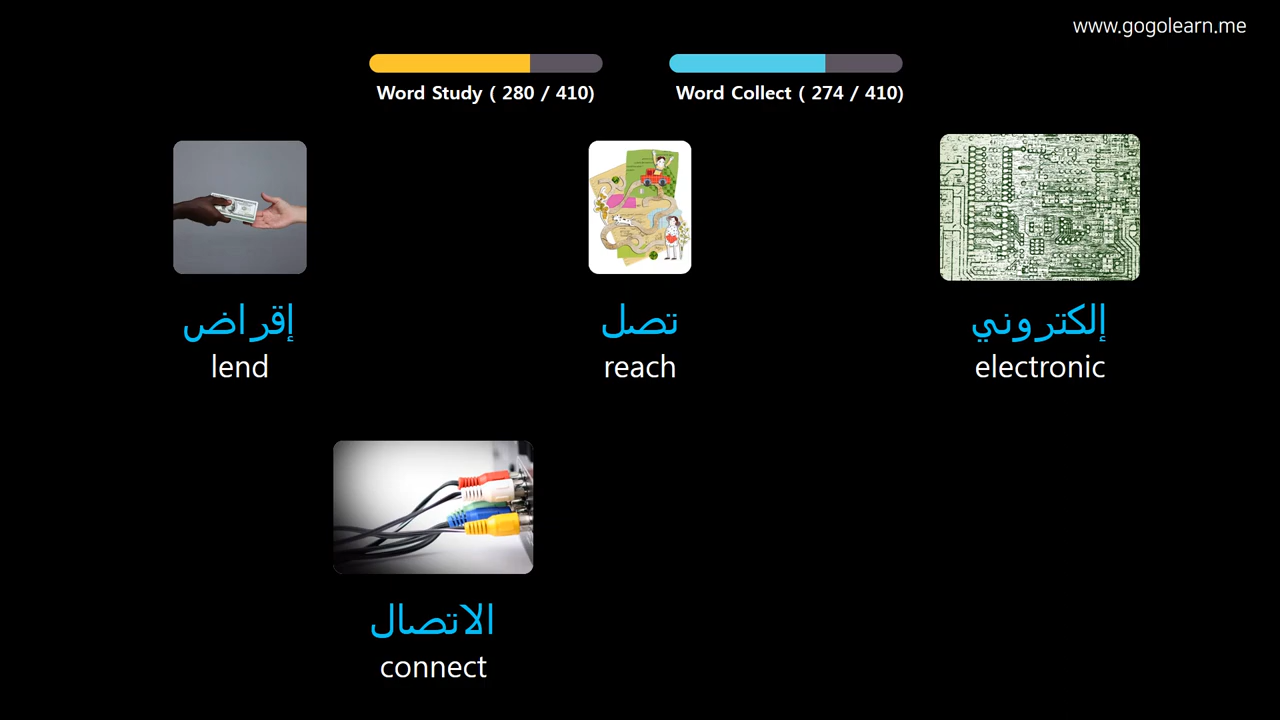 www.gogolearn.me
Word Study ( 280 / 410)
Word Collect ( 274 / 410)
إقراض
lend
تصل
reach
إلكتروني
electronic
الاتصال
connect